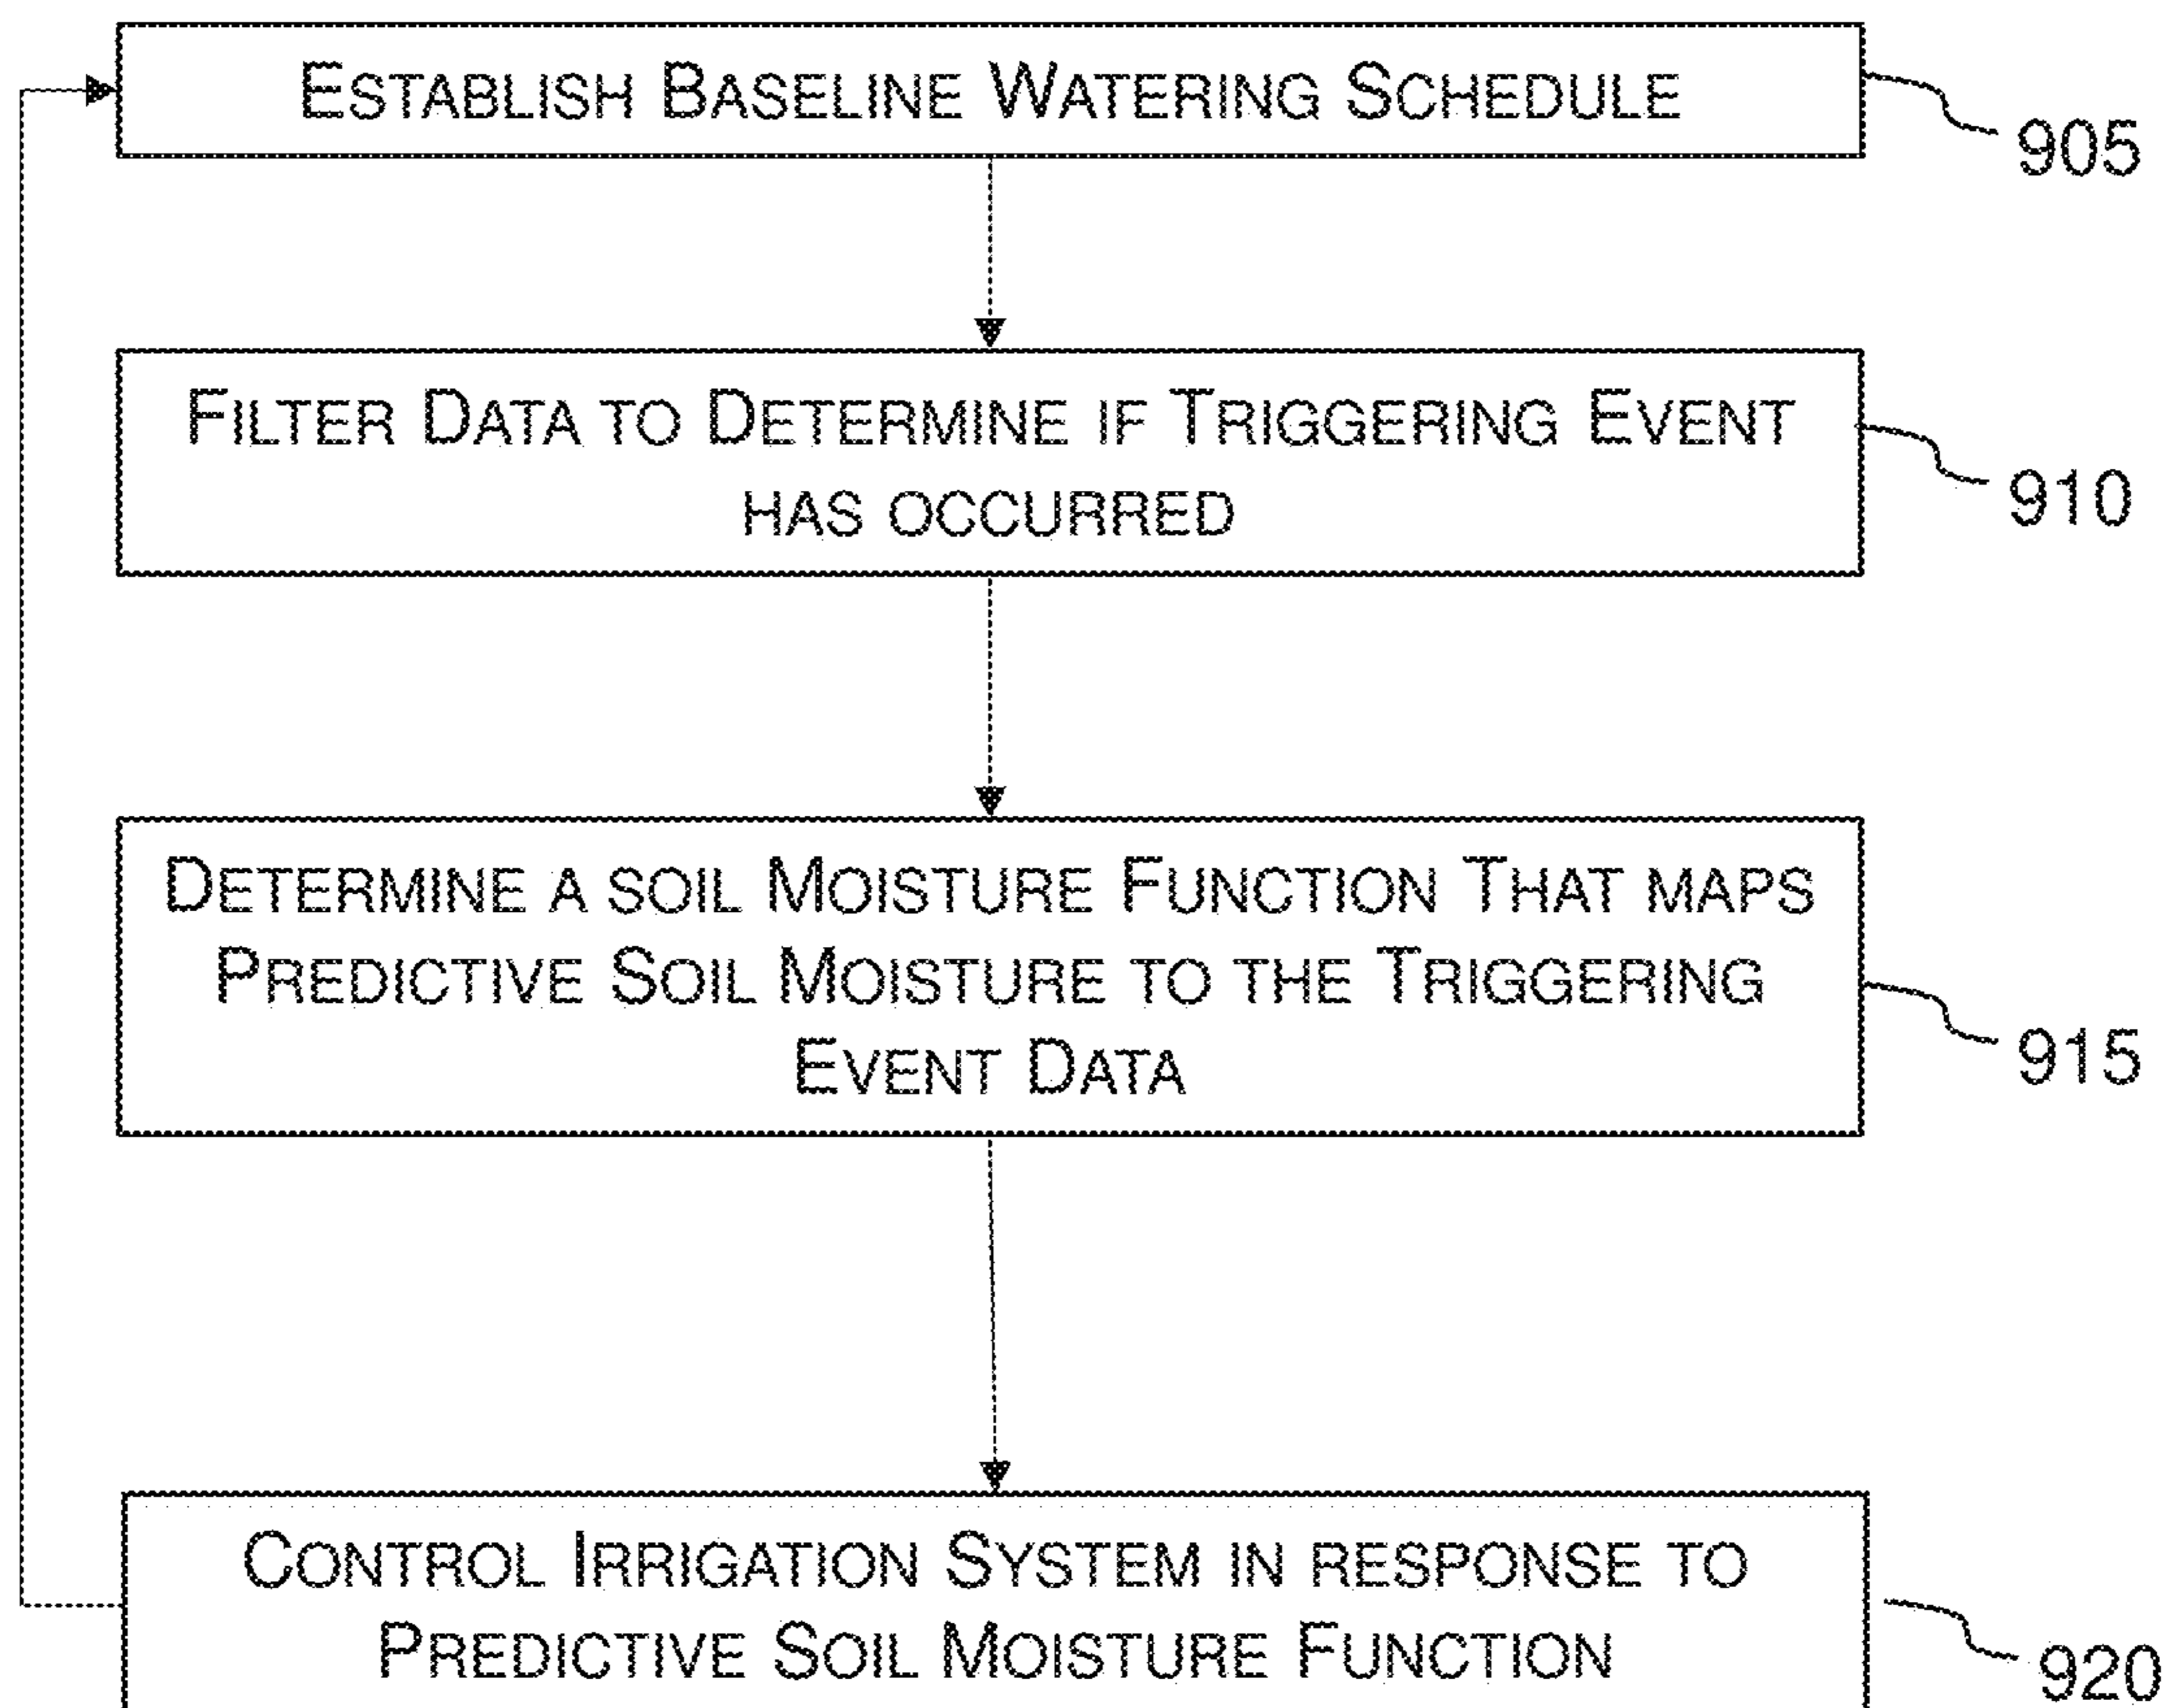 ESTABLISH BASELINE WATERING SCHEDULE
905
FILTER DATA TO DETERMINE IF TRIGGERING EVENT
HAS OCCURRED
910
DETERMINE A SOIL MOISTURE FUNCTION THAT MAPS
PREDICTIVE SOIL MOISTURE TO THE TRIGGERING
EVENT DATA
915
CONTROL IRRIGATION SYSTEM IN RESPONSE TO
PREDICTIVE SOIL MOISTURE FUNCTION
920